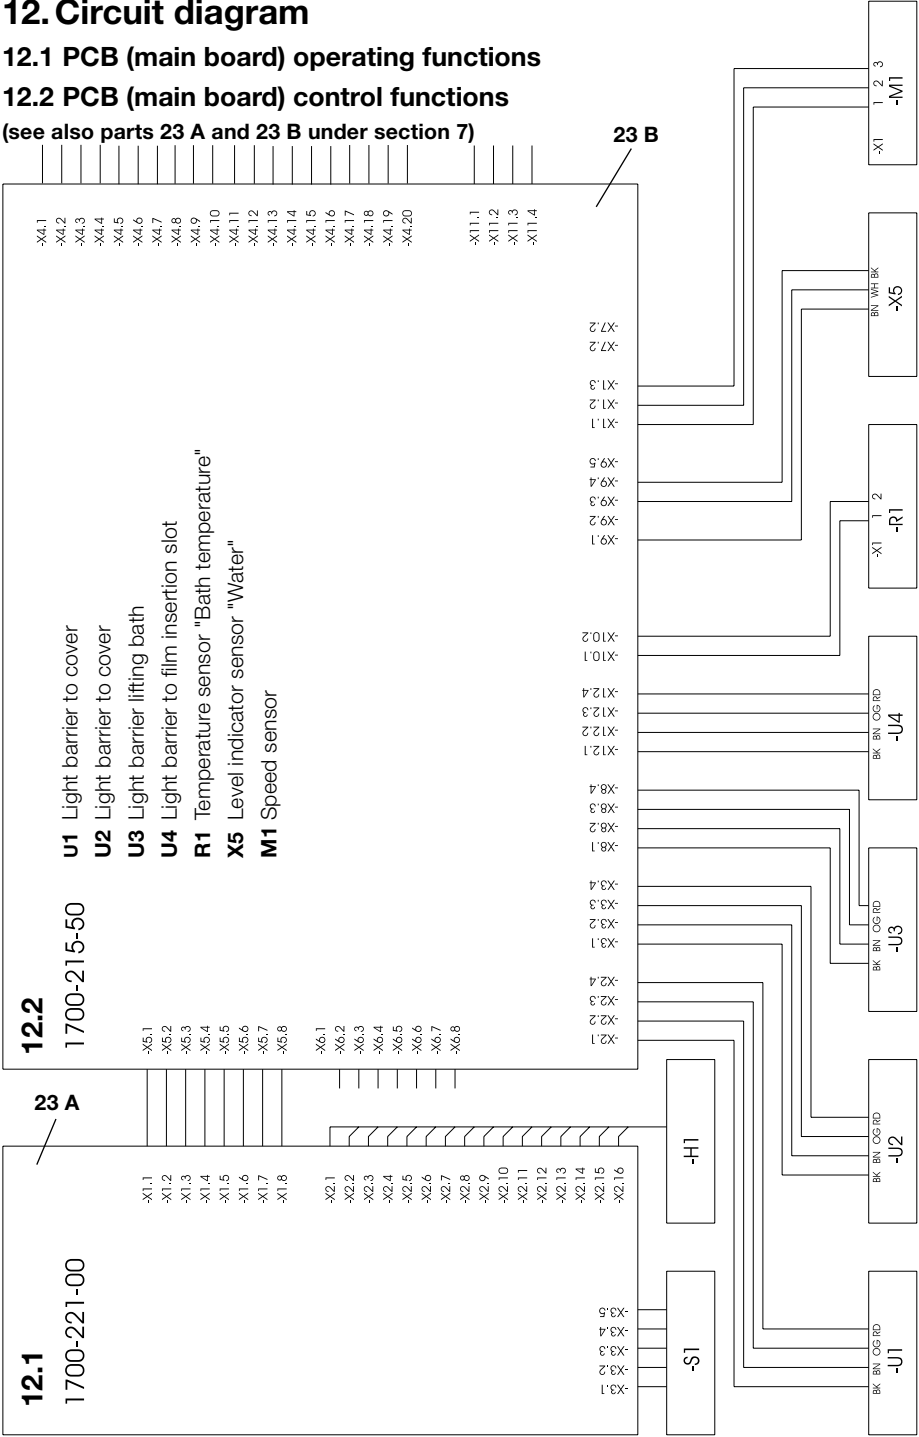 12. Circuit diagram
12.1 PCB (main board) operating functions
12.2 PCB (main board) control functions
(see also parts 23 A and 23 B under section 7)
23 B
-X4.1
-X4.2
-X4.3
-X4.4
-X4.5
-X4.6
-X4.7
-X4.8
-X4.9
-X4.10
-X4.11
-X4.12
-X4.13
-X4.14
-X4.15
-X4.16
-X4.17
-X4.18
-X4.19
-X4.20
-X11.1
-X11.2
-X11.3
-X11.4
-X7.2
-X7.2
-X1.3
-X1.2
-X1.1
-X9.5
-X9.4
-X9.3
-X9.2
-X9.1
-X10.2
-X10.1
-X12.4
-X12.3
-X12.2
-X12.1
-X8.4
-X8.3
-X8.2
-X8.1
-X3.4
-X3.3
-X3.2
-X3.1
-X2.4
-X2.3
-X2.2
-X2.1
U1 Light barrier to cover
U2 Light barrier to cover
U3 Light barrier lifting bath
U4 Light barrier to film insertion slot
R1 Temperature sensor "Bath temperature"
X5 Level indicator sensor "Water"
M1 Speed sensor
12.2
1700-215-50
-X5.1
-X5.2
-X5.3
-X5.4
-X5.5
-X5.6
-X5.7
-X5.8
-X6.1
-X6.2
-X6.3
-X6.4
-X6.5
-X6.6
-X6.7
-X6.8
23 A
-X1.1
-X1.2
-X1.3
-X1.4
-X1.5
-X1.6
-X1.7
-X1.8
-X2.1
-X2.2
-X2.3
-X2.4
-X2.5
-X2.6
-X2.7
-X2.8
-X2.9
-X2.10
-X2.11
-X2.12
-X2.13
-X2.14
-X2.15
-X2.16
12.1
1700-221-00
-X3.5
-X3.4
-X3.3
-X3.2
-X3.1
-H1
-S1
-X1 1 2 3
-M1
BN WH BK
-X5
-X1 1 2
-R1
BK BN OG RD
-U4
BK BN OG RD
-U3
BK BN OG RD
-U2
BK BN OG RD
-U1